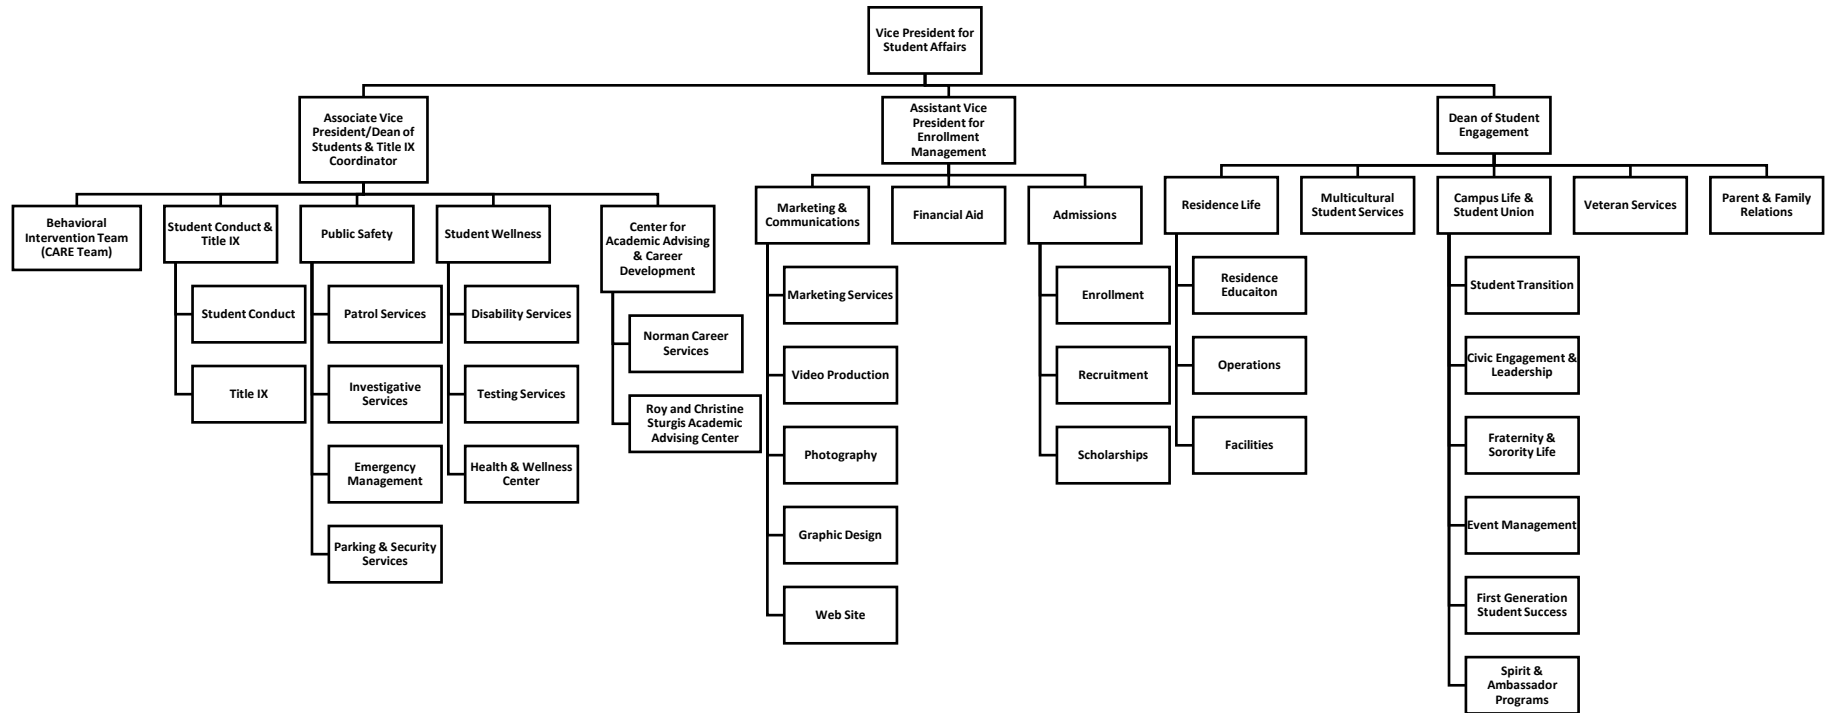 Vice President for
Student Affairs
Associate Vice
President/Dean of
Students & Title IX
Coordinator
Behavioral
Intervention Team
(CARE Team)
Student Conduct &
Title IX
Student Conduct
Title IX
Public Safety
Patrol Services
Investigative
Services
Emergency
Management
Parking & Security
Services
Student Wellness
Disability Services
Testing Services
Health & Wellness
Center
Center for
Academic Advising
& Career
Development
Norman Career
Services
Roy and Christine
Sturgis Academic
Advising Center
Assistant Vice
President for
Enrollment
Management
Marketing &
Communications
Marketing Services
Video Production
Photography
Graphic Design
Web Site
Financial Aid
Admissions
Enrollment
Recruitment
Scholarships
Dean of Student
Engagement
Residence Life
Residence
Educaiton
Operations
Facilities
Multicultural
Student Services
Campus Life &
Student Union
Student Transition
Civic Engagement &
Leadership
Fraternity &
Sorority Life
Event Management
First Generation
Student Success
Spirit &
Ambassador
Programs
Veteran Services
Parent & Family
Relations